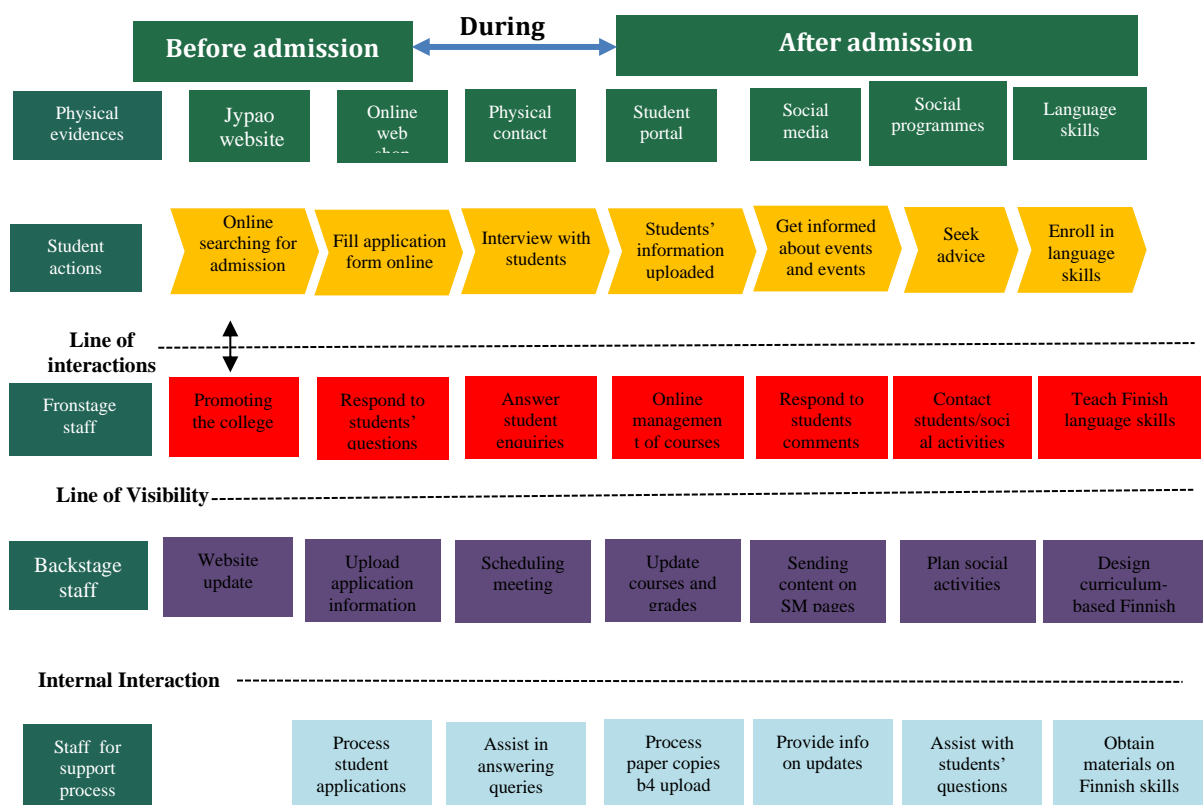 During
Before admission
After admission
Physical
evidences
Jypao
website
Online
web
shop
Physical
contact
Student
portal
Social
media
Social
programmes
Language
skills
Student
actions
Online
searching for
admission
Fill application
form online
Interview with
students
Students'
information
uploaded
Get informed
about events
and events
Seek
advice
Enroll in
language
skills
Line of
interactions
Fronstage
staff
Promoting
the college
Respond to
students'
questions
Answer
student
enquiries
Online
managemen
t of courses
Respond to
students
comments
Contact
students/soci
al activities
Teach Finish
language skills
Line of Visibility
Backstage
staff
Website
update
Upload
application
information
Scheduling
meeting
Update
courses and
grades
Sending
content on
SM pages
Plan social
activities
Design
curriculum-
based Finnish
Internal Interaction
Staff for
support
process
Process
student
applications
Assist in
answering
queries
Process
paper copies
b4 upload
Provide info
on updates
Assist with
students'
questions
Obtain
materials on
Finnish skills